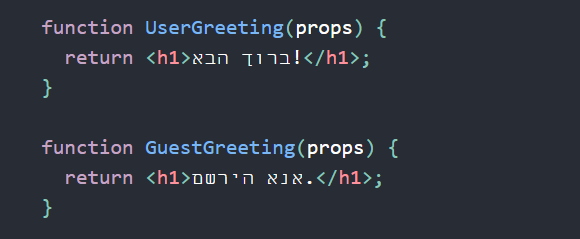 function UserGreeting(props) {
return <h1>ברוך הבא!</h1>;
}
function GuestGreeting(props) {
return <h1>אנא הירשם.</h1>;
}